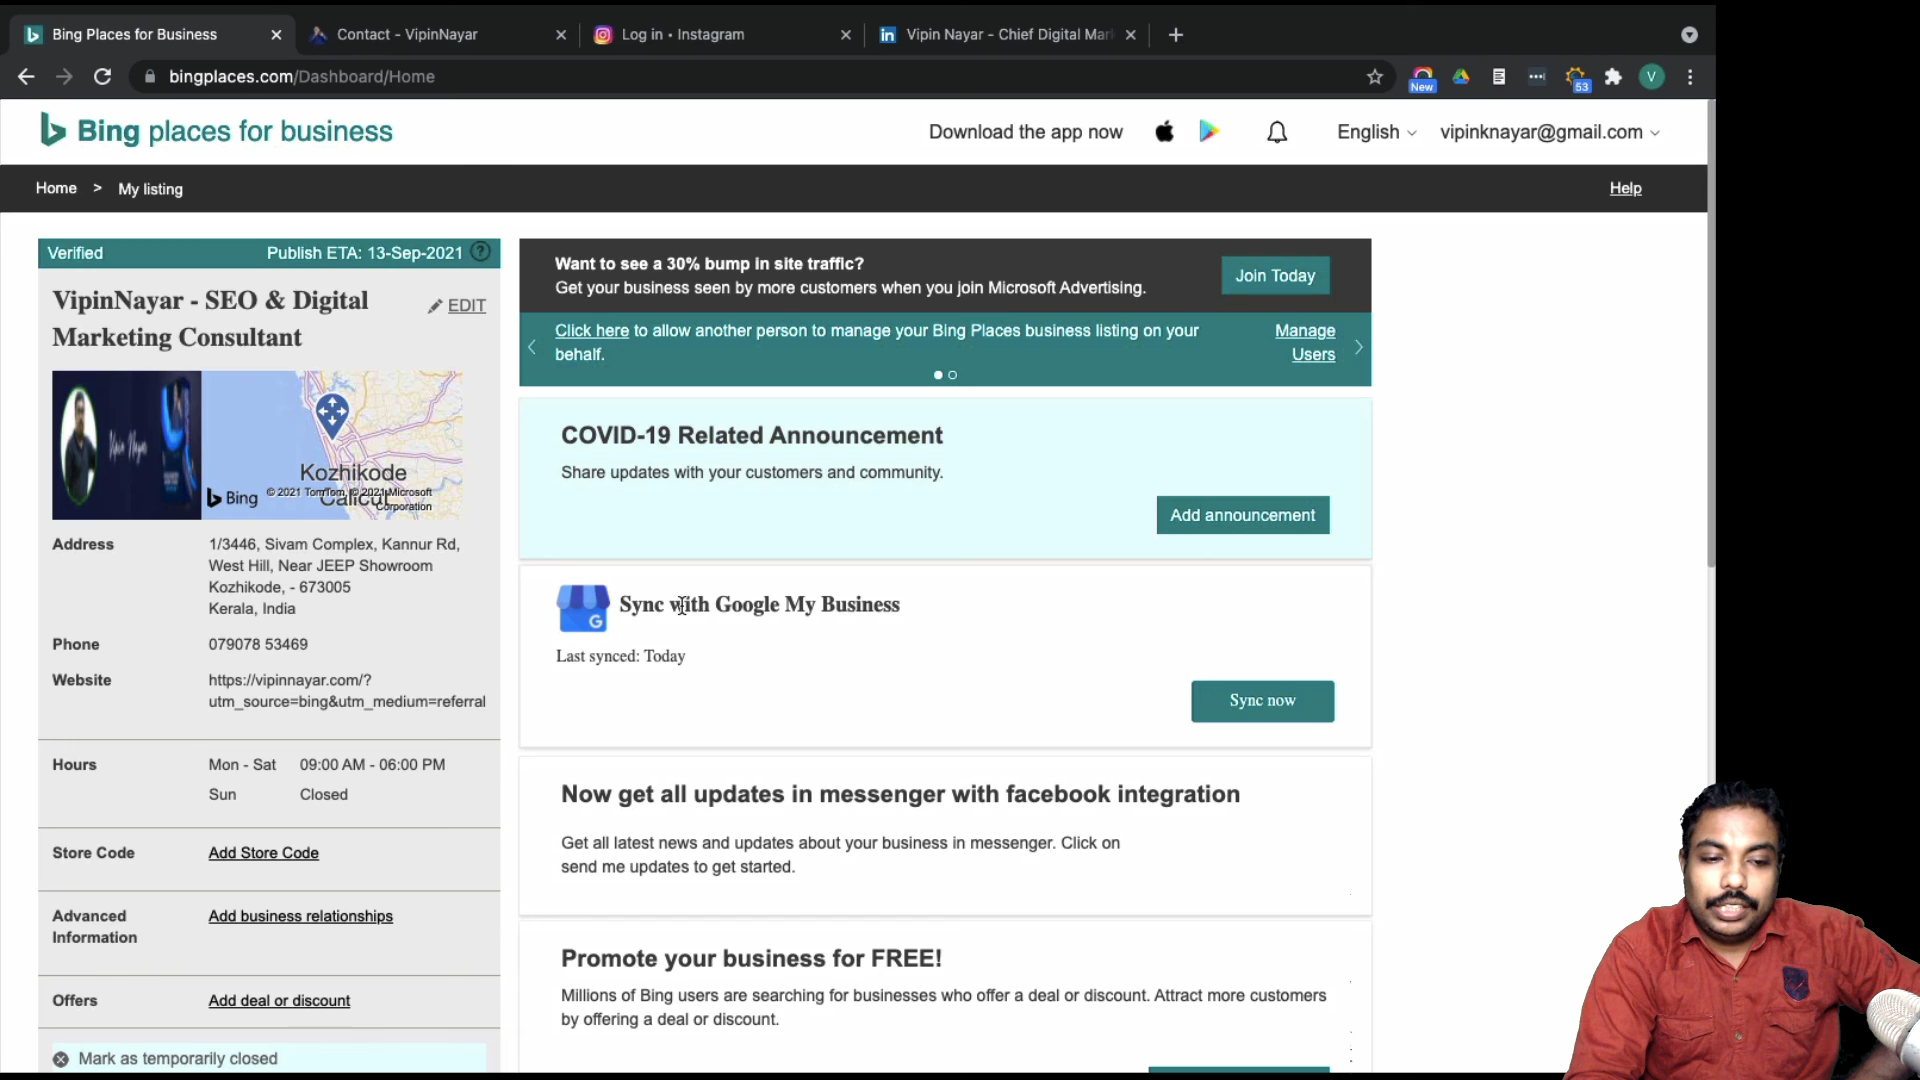 Bing Places for Business
Contact - VipinNayar
Log in • Instagram
Vipin Nayar - Chief Digital Mar
bingplaces.com/Dashboard/Home
New
53
V
Bing places for business
Download the app now
English
vipinknayar@gmail.com
Home > My listing
Help
Verified
Publish ETA: 13-Sep-2021
VipinNayar - SEO & Digital
Marketing Consultant
EDIT
Vipin Nayar
Kozhikode
Calicut
Bing
© 2021 TomTom, © 2021 Microsoft
Corporation
Address
1/3446, Sivam Complex, Kannur Rd,
West Hill, Near JEEP Showroom
Kozhikode, - 673005
Kerala, India
Phone
079078 53469
Website
https://vipinnayar.com/?
utm_source=bing&utm_medium=referral
Hours
Mon - Sat 09:00 AM - 06:00 PM
Sun Closed
Store Code
Add Store Code
Advanced
Information
Add business relationships
Offers
Add deal or discount
Mark as temporarily closed
Want to see a 30% bump in site traffic?
Get your business seen by more customers when you join Microsoft Advertising.
Join Today
Click here to allow another person to manage your Bing Places business listing on your
behalf.
Manage
Users
COVID-19 Related Announcement
Share updates with your customers and community.
Add announcement
G
Sync with Google My Business
Last synced: Today
Sync now
Now get all updates in messenger with facebook integration
Get all latest news and updates about your business in messenger. Click on
send me updates to get started.
Promote your business for FREE!
Millions of Bing users are searching for businesses who offer a deal or discount. Attract more customers
by offering a deal or discount.